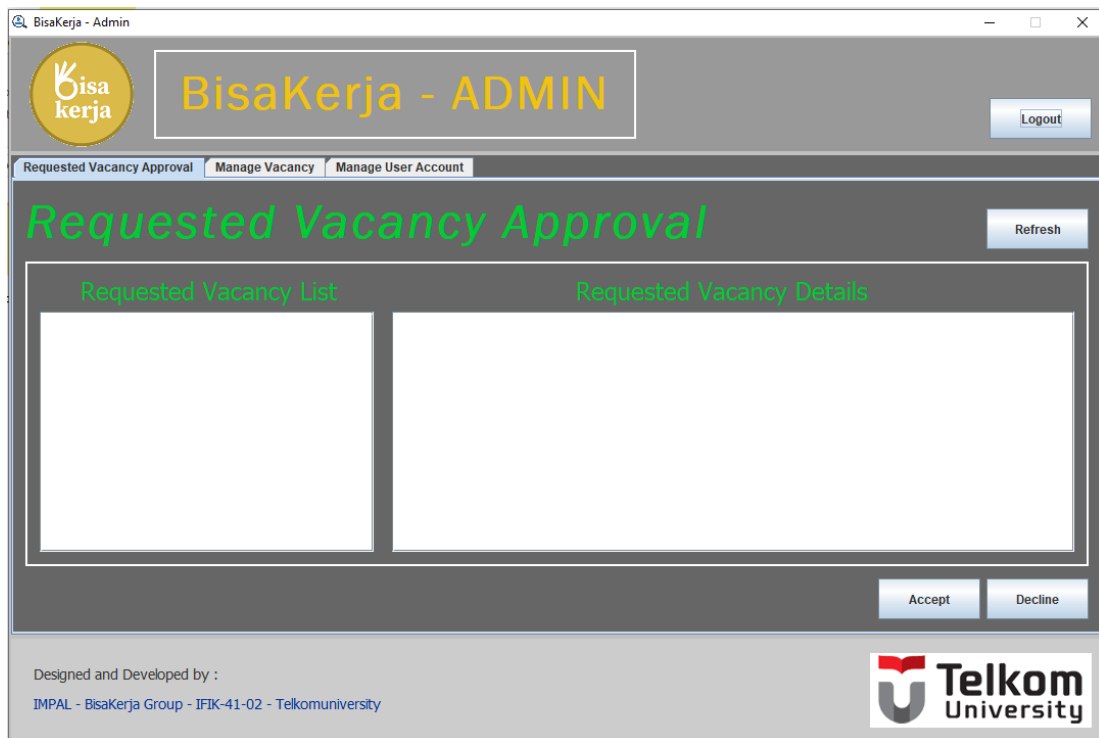 BisaKerja - Admin
Bisa
kerja
BisaKerja - ADMIN
Logout
Requested Vacancy Approval
Manage Vacancy
Manage User Account
Requested Vacancy Approval
Refresh
Requested Vacancy List
Requested Vacancy Details
Accept
Decline
Designed and Developed by :
IMPAL - BisaKerja Group - IFIK-41-02 - Telkomuniversity
Telkom
University